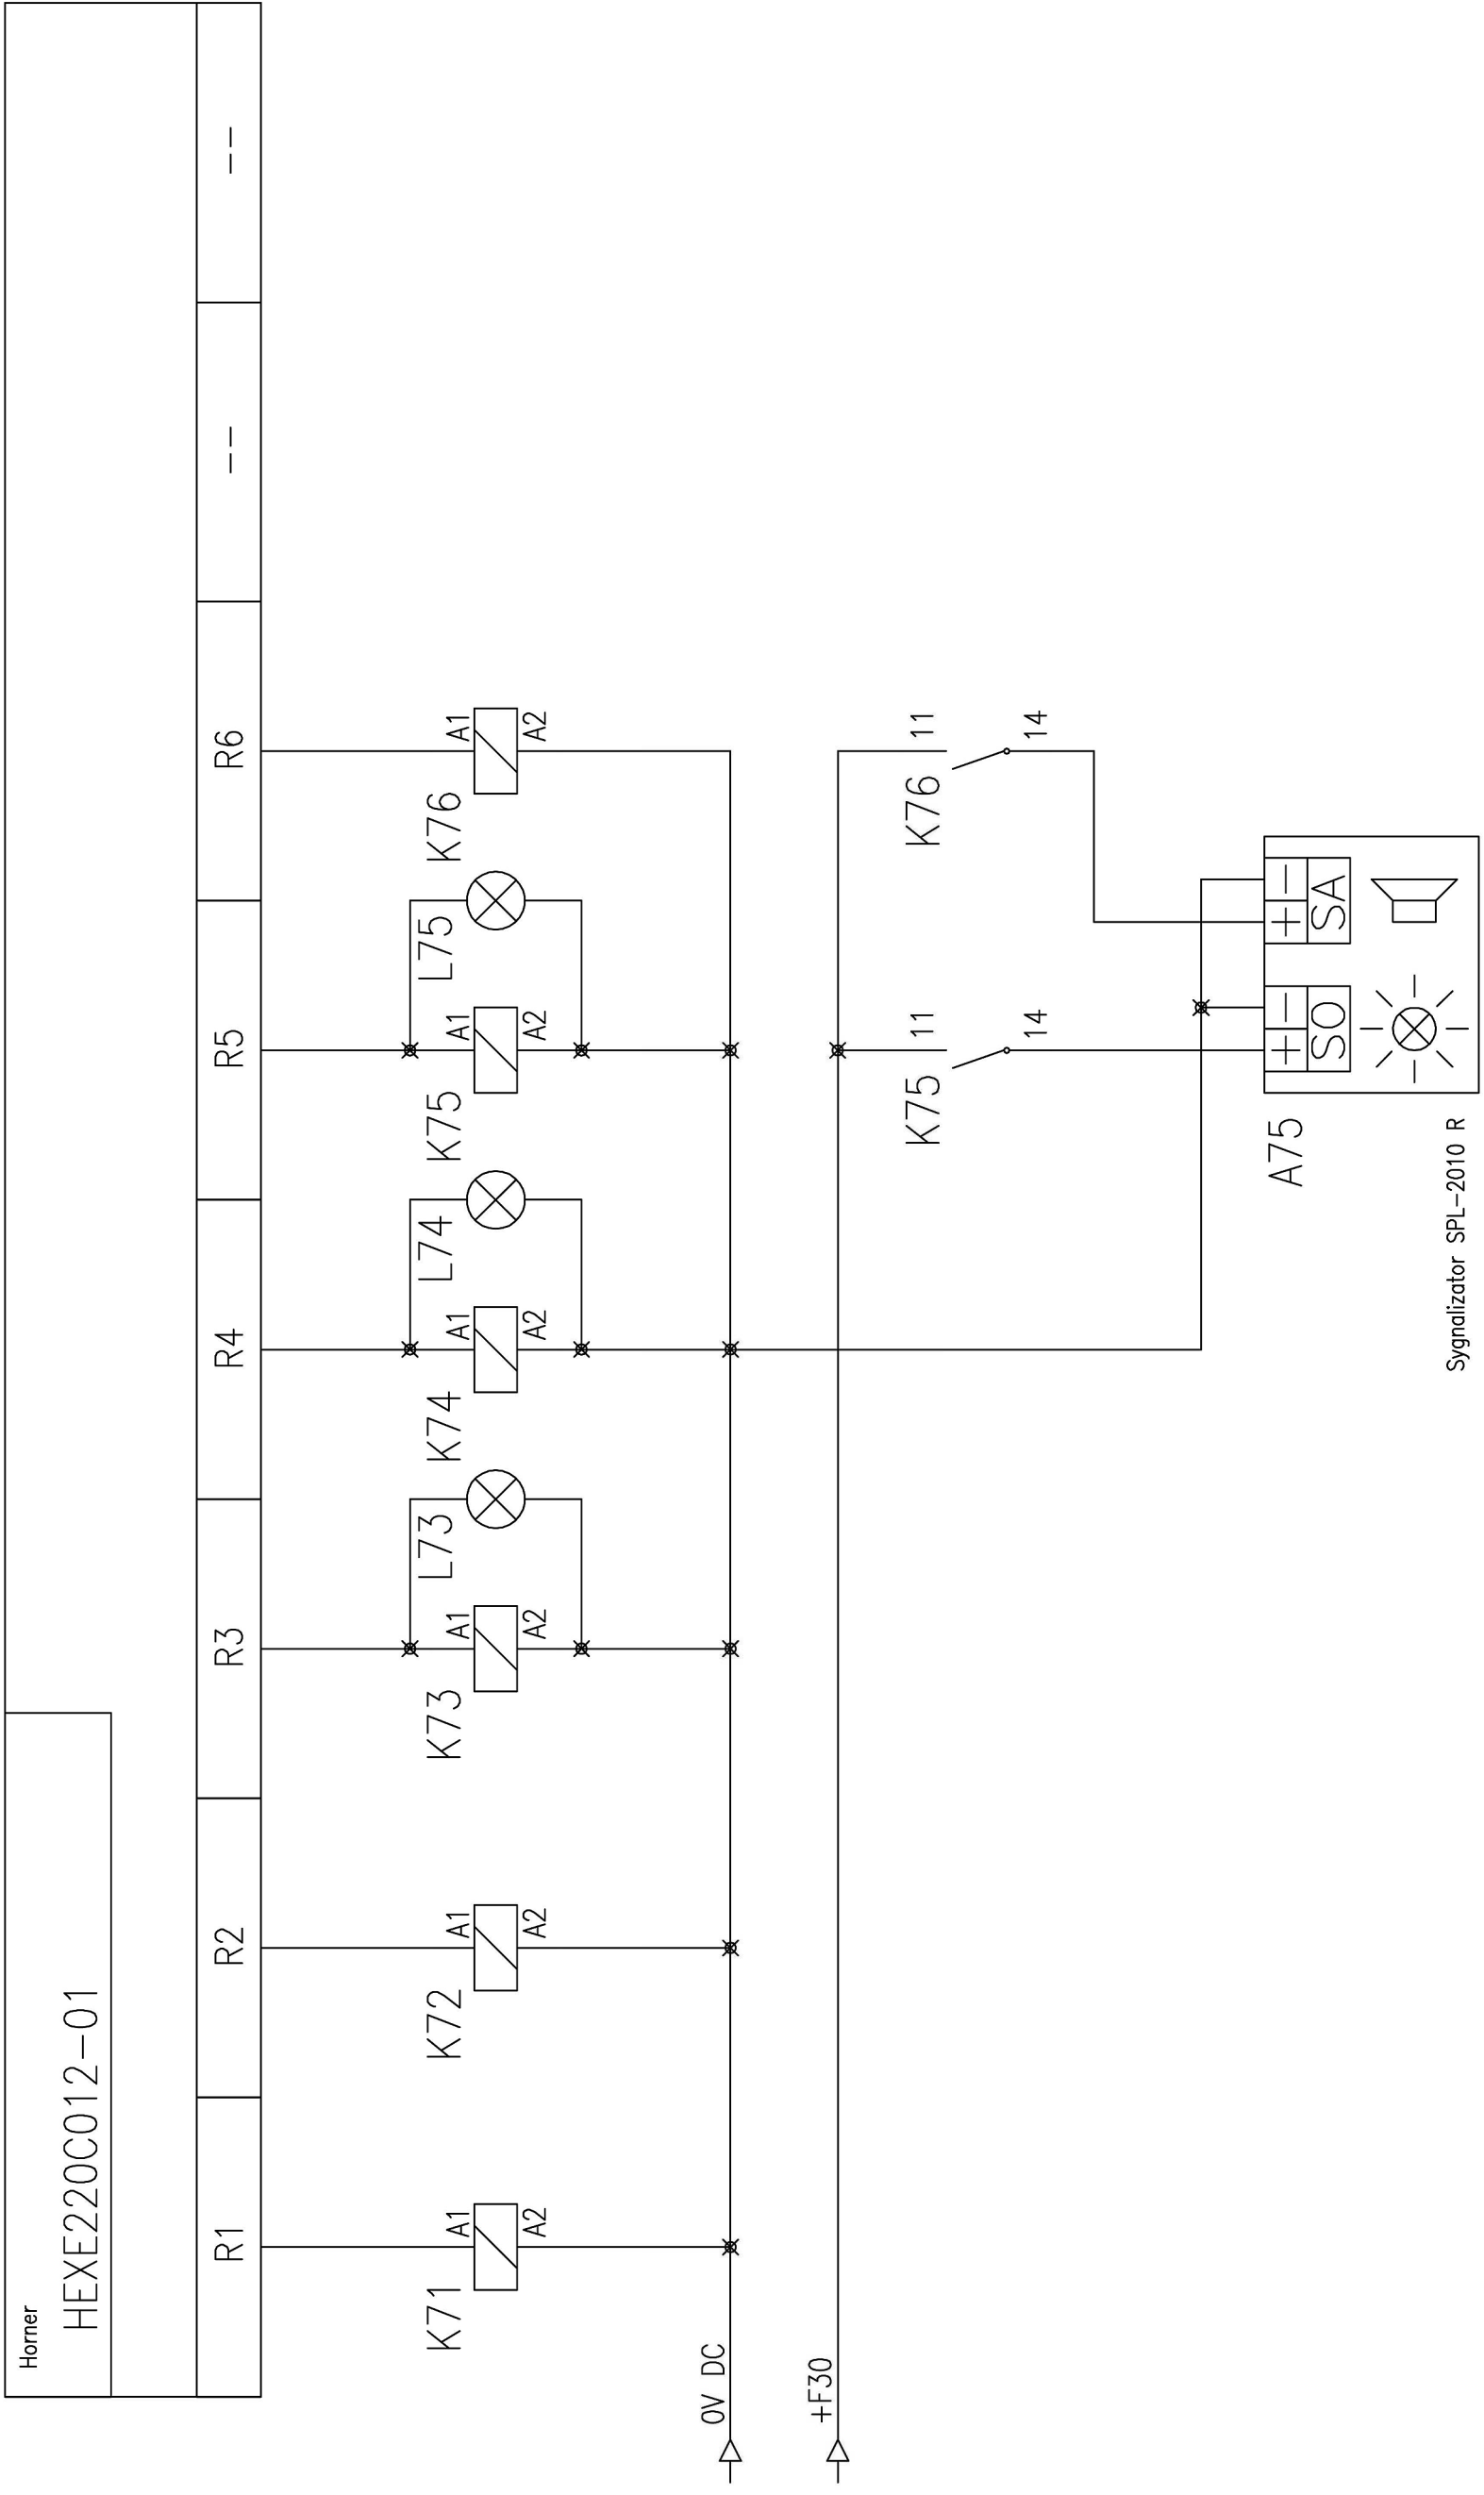 Horner
HEXE220C012-01
R1 R2 R3 R4 R5 R6 -- --
K71 A1 A2
K72 A1 A2
K73 A1 A2 L73
K74 A1 A2 L74
K75 A1 A2 L75
K76 A1 A2
0V DC
+F30
K75 11 14
K76 11 14
A75
+ - + -
SO SA
Sygnalizator SPL-2010 R